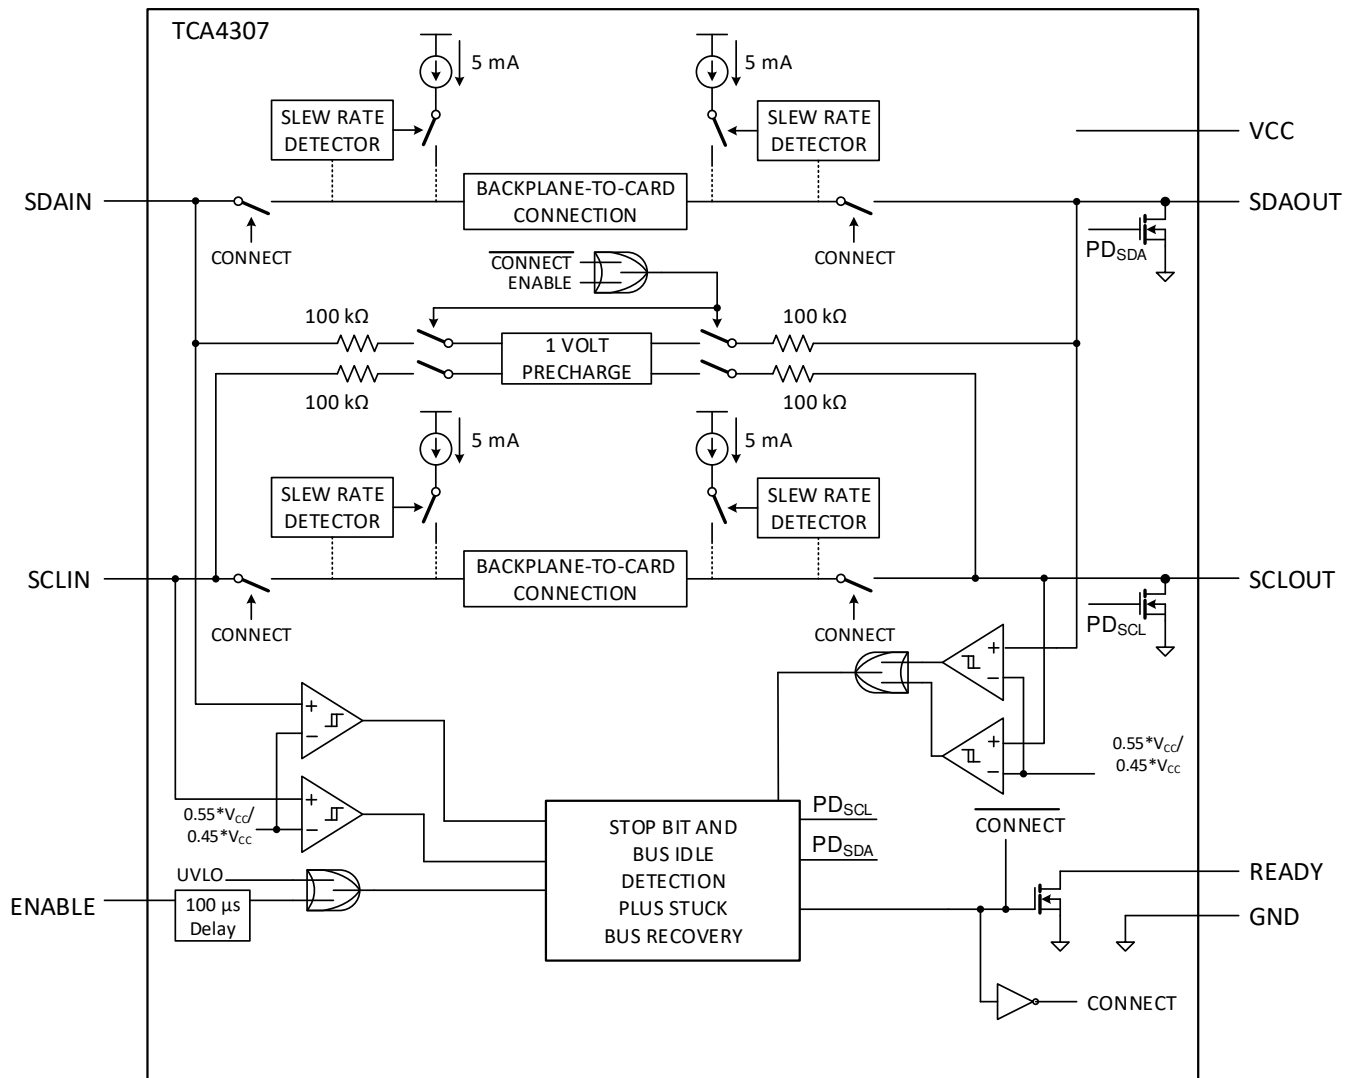 TCA4307
5 mA
5 mA
SLEW RATE
DETECTOR
SLEW RATE
DETECTOR
VCC
SDAIN
BACKPLANE-TO-CARD
CONNECTION
SDAOUT
CONNECT
CONNECT
PDSDA
CONNECT
ENABLE
100 kΩ
100 kΩ
1 VOLT
PRECHARGE
100 kΩ
100 kΩ
5 mA
5 mA
SLEW RATE
DETECTOR
SLEW RATE
DETECTOR
SCLIN
BACKPLANE-TO-CARD
CONNECTION
SCLOUT
CONNECT
CONNECT
PDSCL
+
−
+
−
+
−
+
−
0.55*VCC/
0.45*VCC
0.55*VCC/
0.45*VCC
STOP BIT AND
BUS IDLE
DETECTION
PLUS STUCK
BUS RECOVERY
PDSCL
PDSDA
CONNECT
UVLO
ENABLE
100 µs
Delay
READY
GND
CONNECT